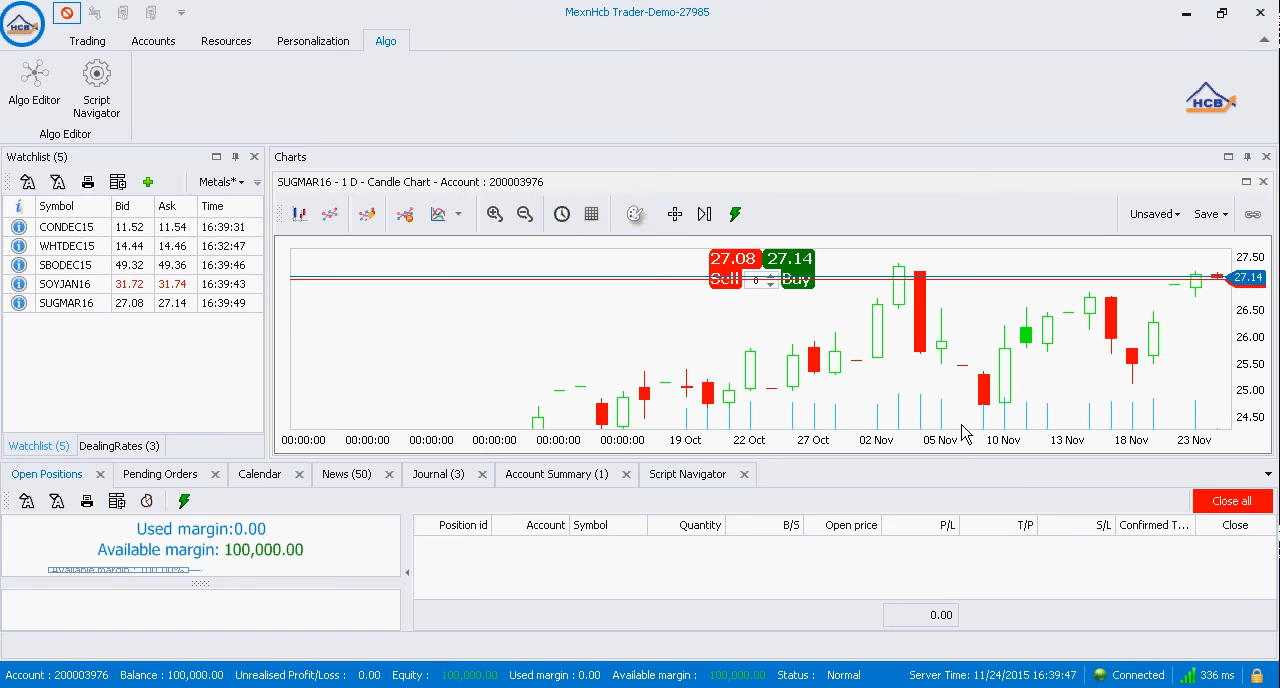 MexnHcb Trader-Demo-27985
HCB
Trading Accounts Resources Personalization Algo
Algo Editor Script Navigator
Algo Editor
HCB
Watchlist (5)
Metals*
Symbol Bid Ask Time
CONDEC15 11.52 11.54 16:39:31
WHTDEC15 14.44 14.46 16:32:47
SBODEC15 49.32 49.36 16:39:46
31.72 31.74 16:39:43
SUGMAR16 27.08 27.14 16:39:49
Watchlist (5) DealingRates (3)
Charts
SUGMAR16 - 1 D - Candle Chart - Account : 200003976
Unsaved Save
27.08 27.14
Sell 6 Buy
27.50
27.14
26.50
26.00
25.50
25.00
24.50
00:00:00 00:00:00 00:00:00 00:00:00 00:00:00 00:00:00 19 Oct 22 Oct 27 Oct 02 Nov 05 Nov 10 Nov 13 Nov 18 Nov 23 Nov
Open Positions Pending Orders Calendar News (50) Journal (3) Account Summary (1) Script Navigator
Close all
Used margin:0.00
Available margin: 100,000.00
Available margin : 100.00%
Position id Account Symbol Quantity B/S Open price P/L T/P S/L Confirmed T... Close
0.00
Account : 200003976 Balance : 100,000.00 Unrealised Profit/Loss : 0.00 Equity : 100,000.00 Used margin : 0.00 Available margin : 100,000.00 Status : Normal Server Time: 11/24/2015 16:39:47 Connected 336 ms